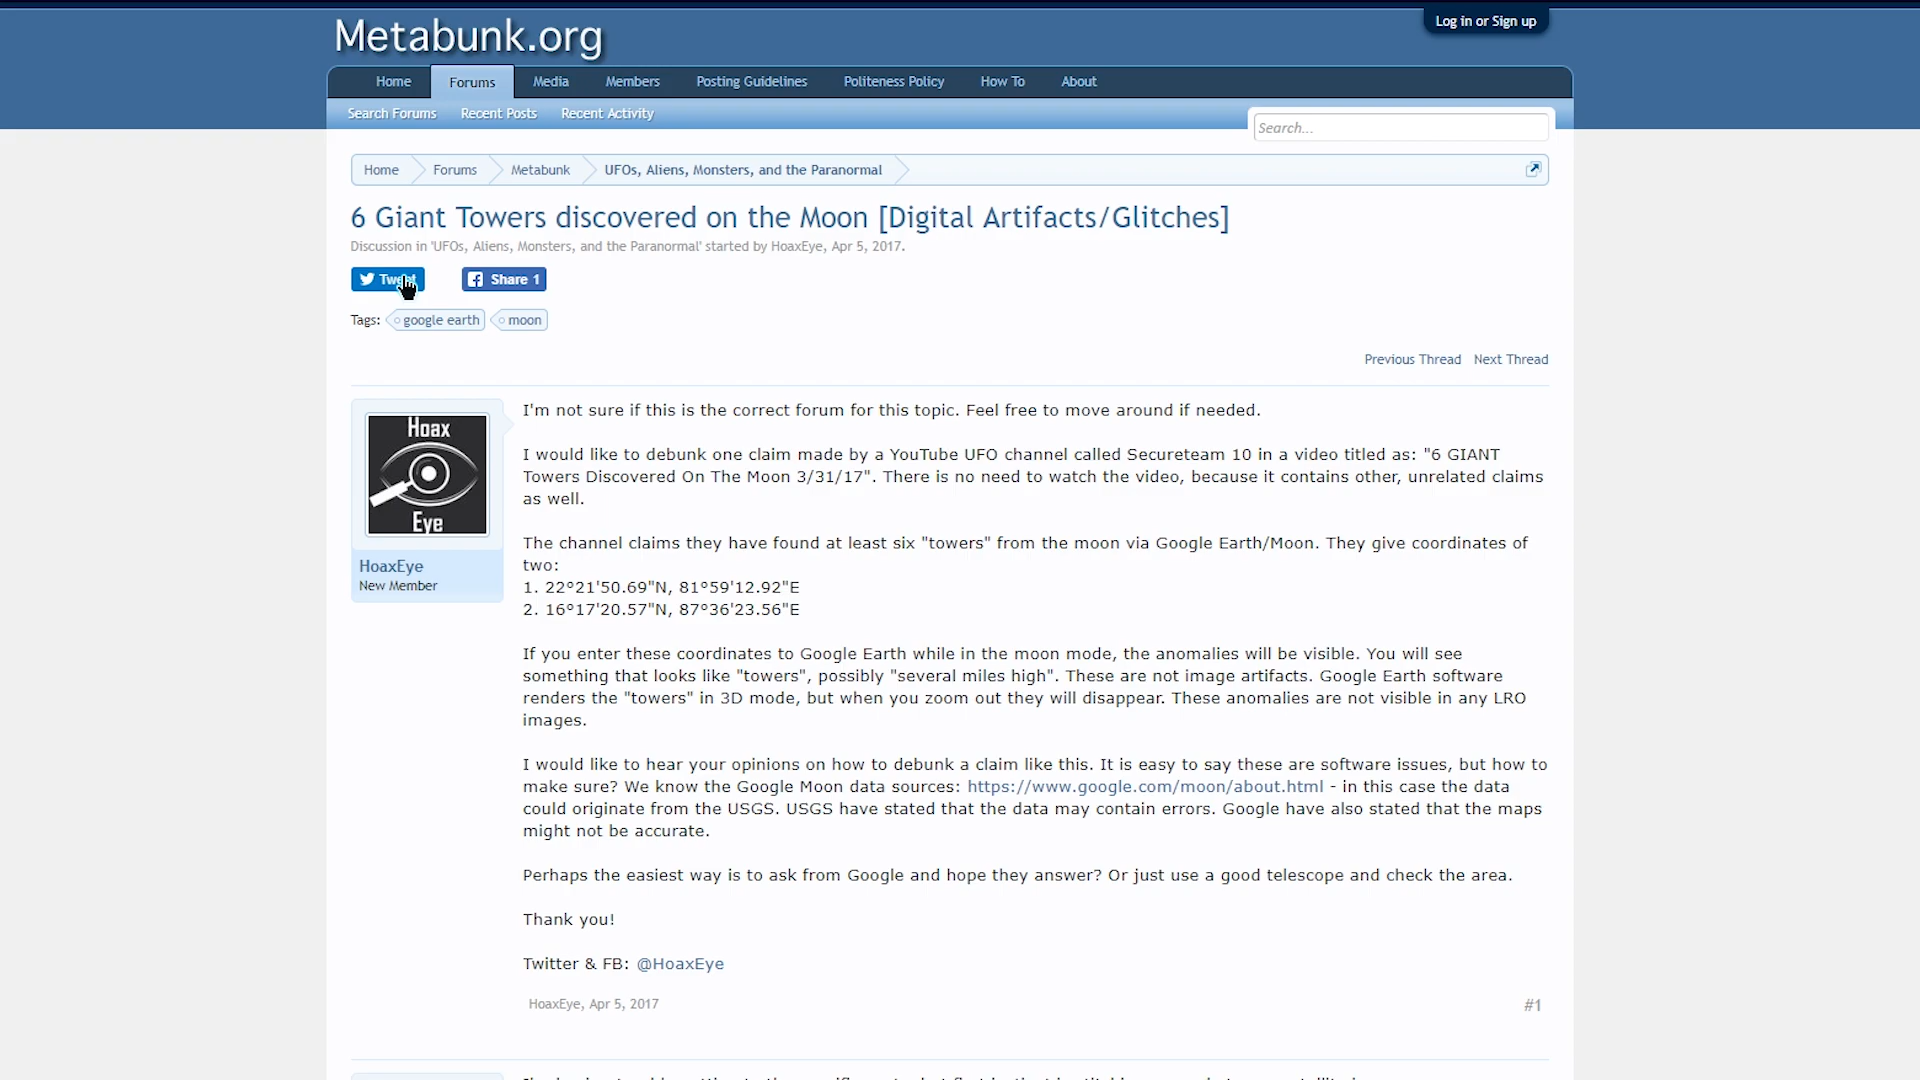 Metabunk.org
Log in or Sign up
Home Forums Media Members Posting Guidelines Politeness Policy How To About
Search Forums Recent Posts Recent Activity
Search...
Home Forums Metabunk UFOs, Aliens, Monsters, and the Paranormal
6 Giant Towers discovered on the Moon [Digital Artifacts/Glitches]
Discussion in 'UFOs, Aliens, Monsters, and the Paranormal' started by HoaxEye, Apr 5, 2017.
Tweet Share 1
Tags: google earth moon
Previous Thread Next Thread
Hoax
Eye
HoaxEye
New Member
I'm not sure if this is the correct forum for this topic. Feel free to move around if needed.
I would like to debunk one claim made by a YouTube UFO channel called Secureteam 10 in a video titled as: "6 GIANT
Towers Discovered On The Moon 3/31/17". There is no need to watch the video, because it contains other, unrelated claims
as well.
The channel claims they have found at least six "towers" from the moon via Google Earth/Moon. They give coordinates of
two:
1. 22°21'50.69"N, 81°59'12.92"E
2. 16°17'20.57"N, 87°36'23.56"E
If you enter these coordinates to Google Earth while in the moon mode, the anomalies will be visible. You will see
something that looks like "towers", possibly "several miles high". These are not image artifacts. Google Earth software
renders the "towers" in 3D mode, but when you zoom out they will disappear. These anomalies are not visible in any LRO
images.
I would like to hear your opinions on how to debunk a claim like this. It is easy to say these are software issues, but how to
make sure? We know the Google Moon data sources: https://www.google.com/moon/about.html - in this case the data
could originate from the USGS. USGS have stated that the data may contain errors. Google have also stated that the maps
might not be accurate.
Perhaps the easiest way is to ask from Google and hope they answer? Or just use a good telescope and check the area.
Thank you!
Twitter & FB: @HoaxEye
HoaxEye, Apr 5, 2017
#1